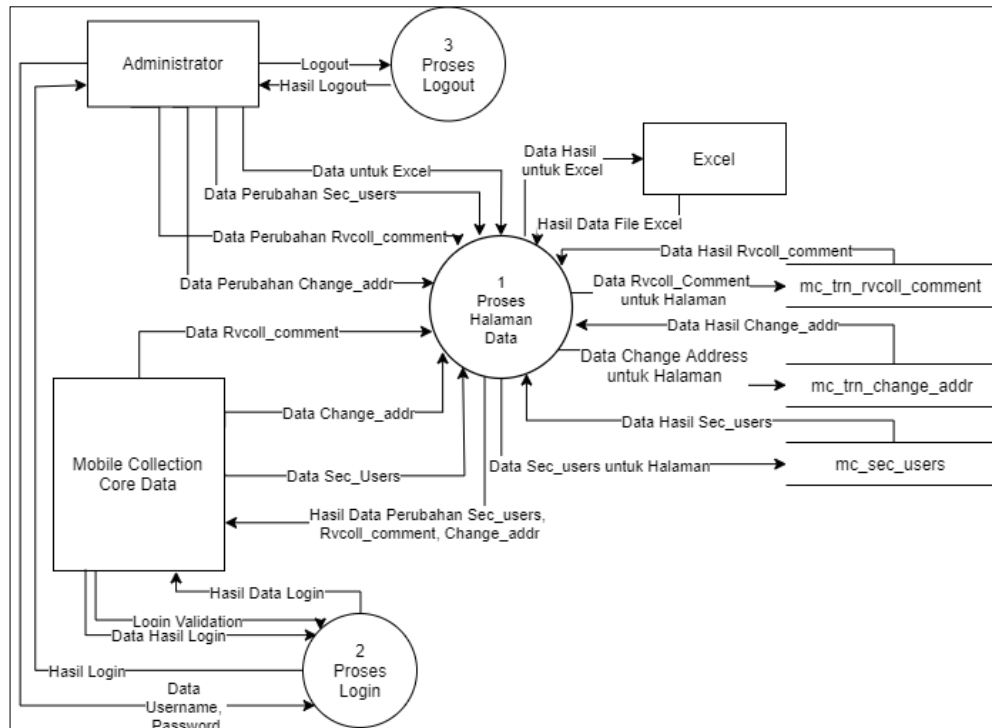 Administrator
Logout
Hasil Logout
3
Proses
Logout
Data untuk Excel
Data Perubahan Sec_users
Data Perubahan Rvcoll_comment
Data Perubahan Change_addr
Data Hasil
untuk Excel
Excel
Hasil Data File Excel
Data Hasil Rvcoll_comment
1
Proses
Halaman
Data
Data Rvcoll_Comment
untuk Halaman
mc_trn_rvcoll_comment
Data Hasil Change_addr
Data Rvcoll_comment
Data Change Address
untuk Halaman
mc_trn_change_addr
Data Change_addr
Data Hasil Sec_users
Mobile Collection
Core Data
Data Sec_Users
Data Sec_users untuk Halaman
mc_sec_users
Hasil Data Perubahan Sec_users,
Rvcoll_comment, Change_addr
Hasil Data Login
Login Validation
Data Hasil Login
2
Proses
Login
Hasil Login
Data
Username,
Password